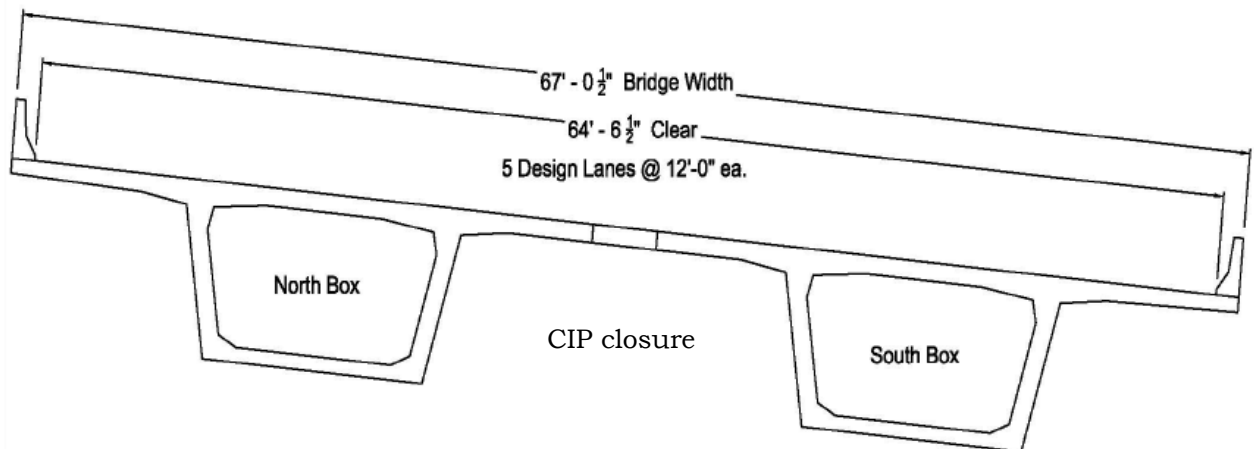 67' - 0 ½" Bridge Width
64' - 6 ½" Clear
5 Design Lanes @ 12'-0" ea.
North Box
CIP closure
South Box